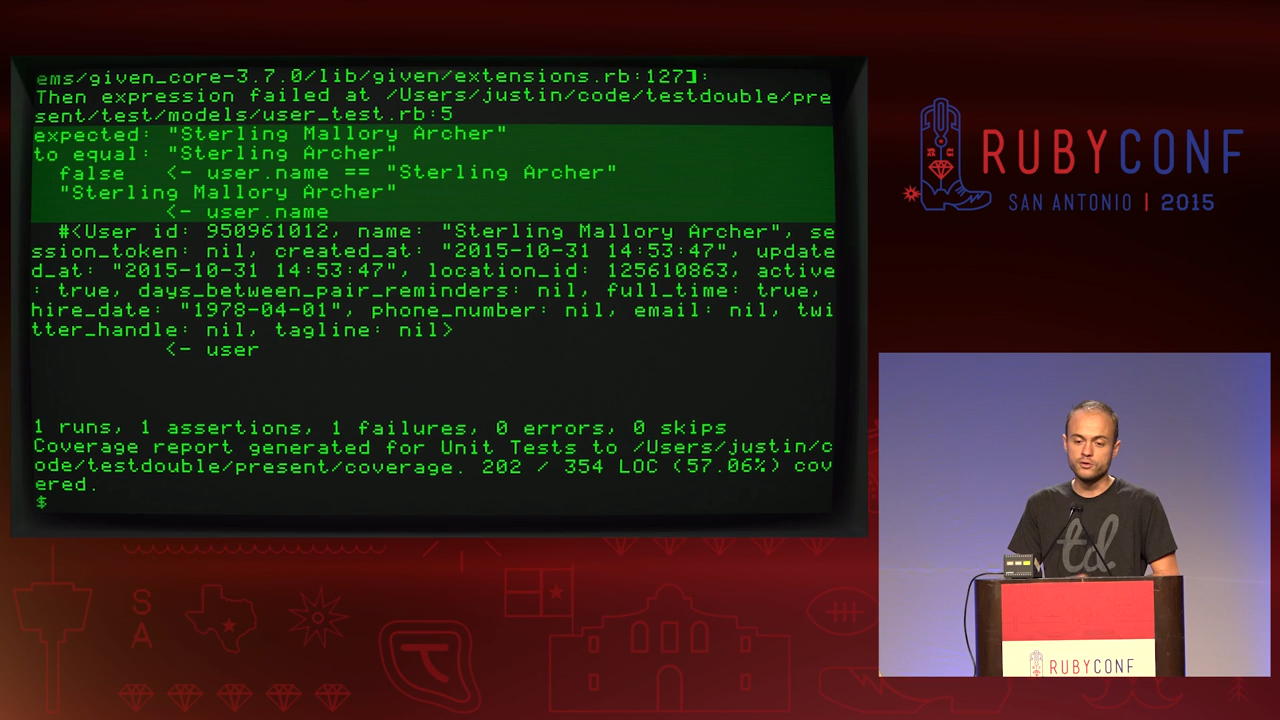 ems/given_core-3.7.0/lib/given/extensions.rb:127]:
Then expression failed at /Users/justin/code/testdouble/pre
sent/test/models/user_test.rb:5
expected: "Sterling Mallory Archer"
to equal: "Sterling Archer"
false <- user.name == "Sterling Archer"
"Sterling Mallory Archer"
<- user.name
#<User id: 950961012, name: "Sterling Mallory Archer", se
ssion_token: nil, created_at: "2015-10-31 14:53:47", update
d_at: "2015-10-31 14:53:47", location_id: 125610863, active
: true, days_between_pair_reminders: nil, full_time: true,
hire_date: "1978-04-01", phone_number: nil, email: nil, twi
tter_handle: nil, tagline: nil>
<- user
1 runs, 1 assertions, 1 failures, 0 errors, 0 skips
Coverage report generated for Unit Tests to /Users/justin/c
ode/testdouble/present/coverage. 202 / 354 LOC (57.06%) cov
ered.
$
RUBYCONF
SAN ANTONIO | 2015
td
RUBYCONF
S
A